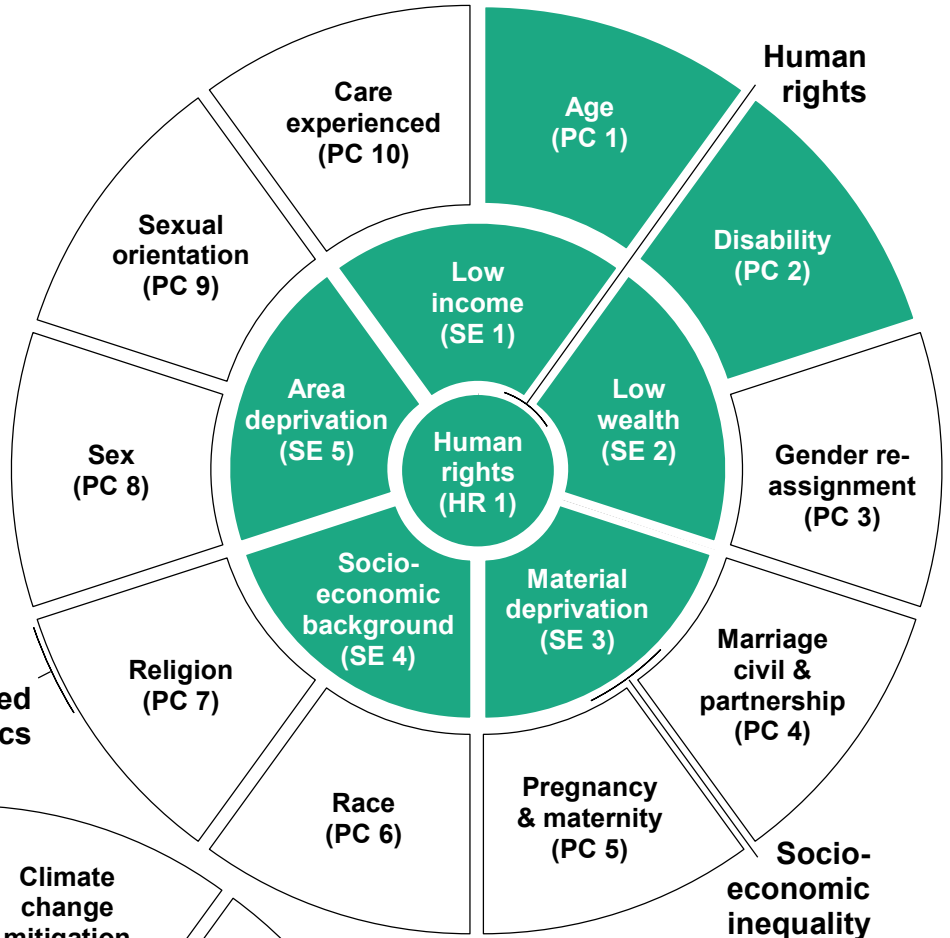 Human
rights
Age
(PC 1)
Disability
(PC 2)
Gender re-
assignment
(PC 3)
Marriage
civil &
partnership
(PC 4)
Pregnancy
& maternity
(PC 5)
Race
(PC 6)
Religion
(PC 7)
Sex
(PC 8)
Sexual
orientation
(PC 9)
Care
experienced
(PC 10)
Low
income
(SE 1)
Low
wealth
(SE 2)
Material
deprivation
(SE 3)
Socio-
economic
background
(SE 4)
Area
deprivation
(SE 5)
Human
rights
(HR 1)
Socio-
economic
inequality
ed
cs
Climate
change
mitigation